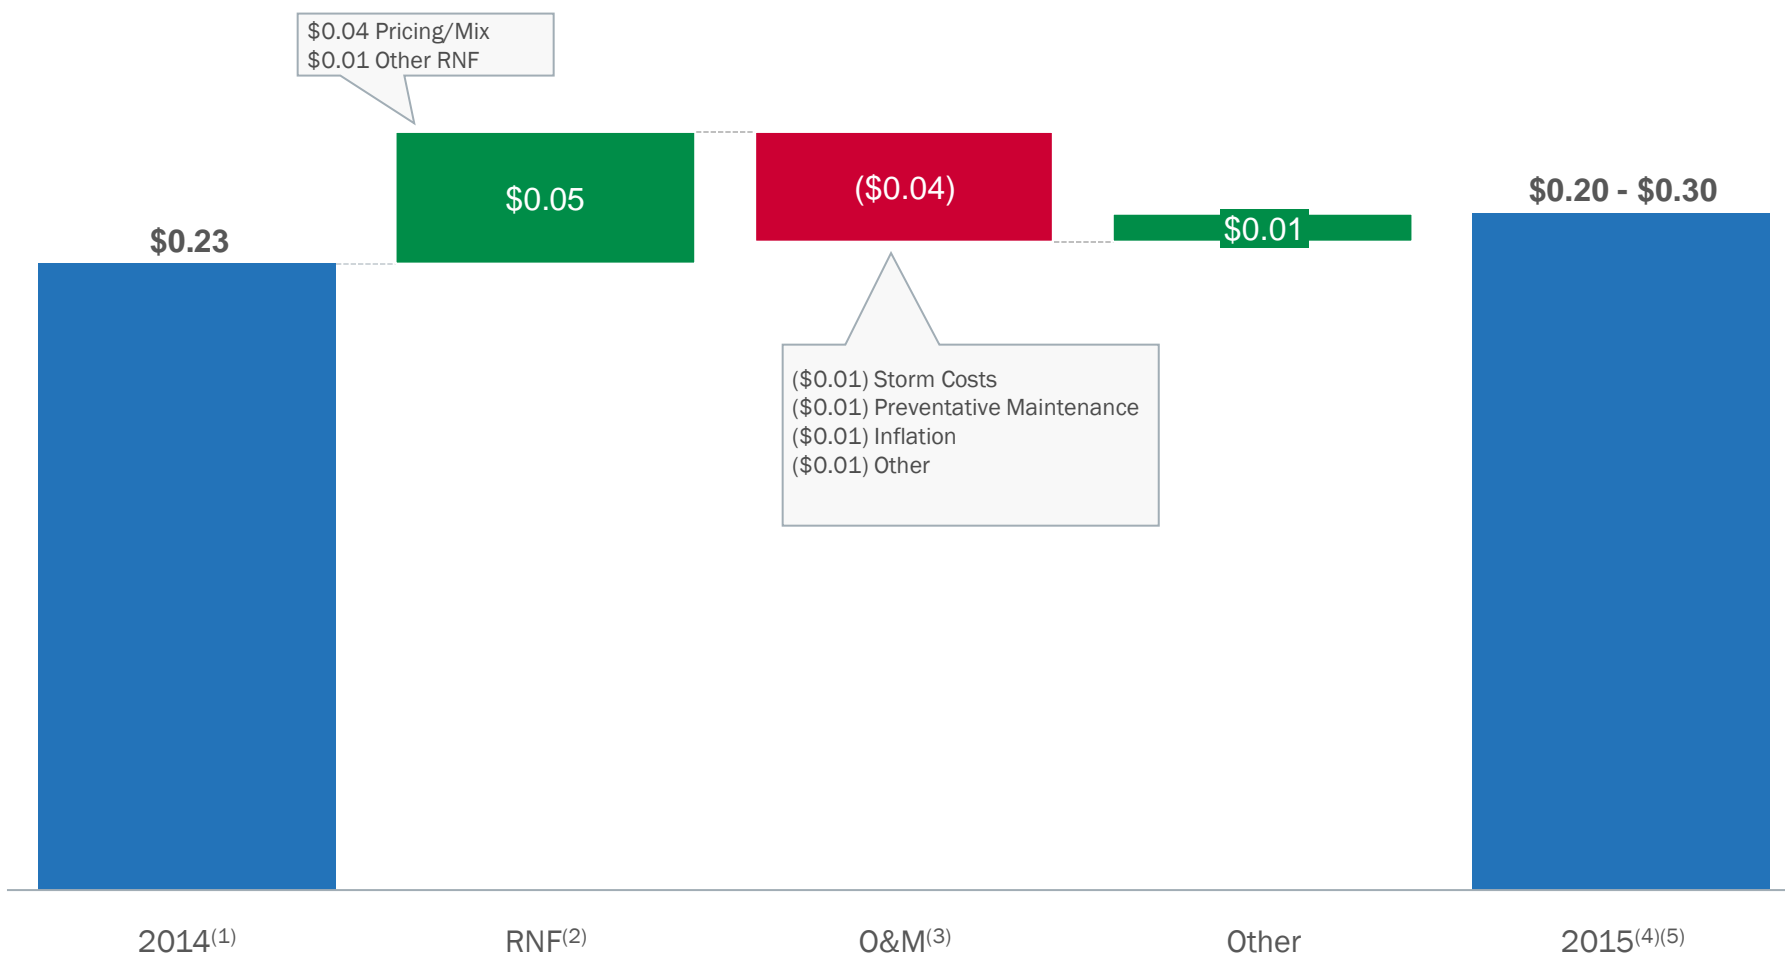 $0.04 Pricing/Mix
$0.01 Other RNF
$0.23
$0.05
($0.04)
$0.01
$0.20 - $0.30
($0.01) Storm Costs
($0.01) Preventative Maintenance
($0.01) Inflation
($0.01) Other
2014(1)
RNF(2)
O&M(3)
Other
2015(4)(5)